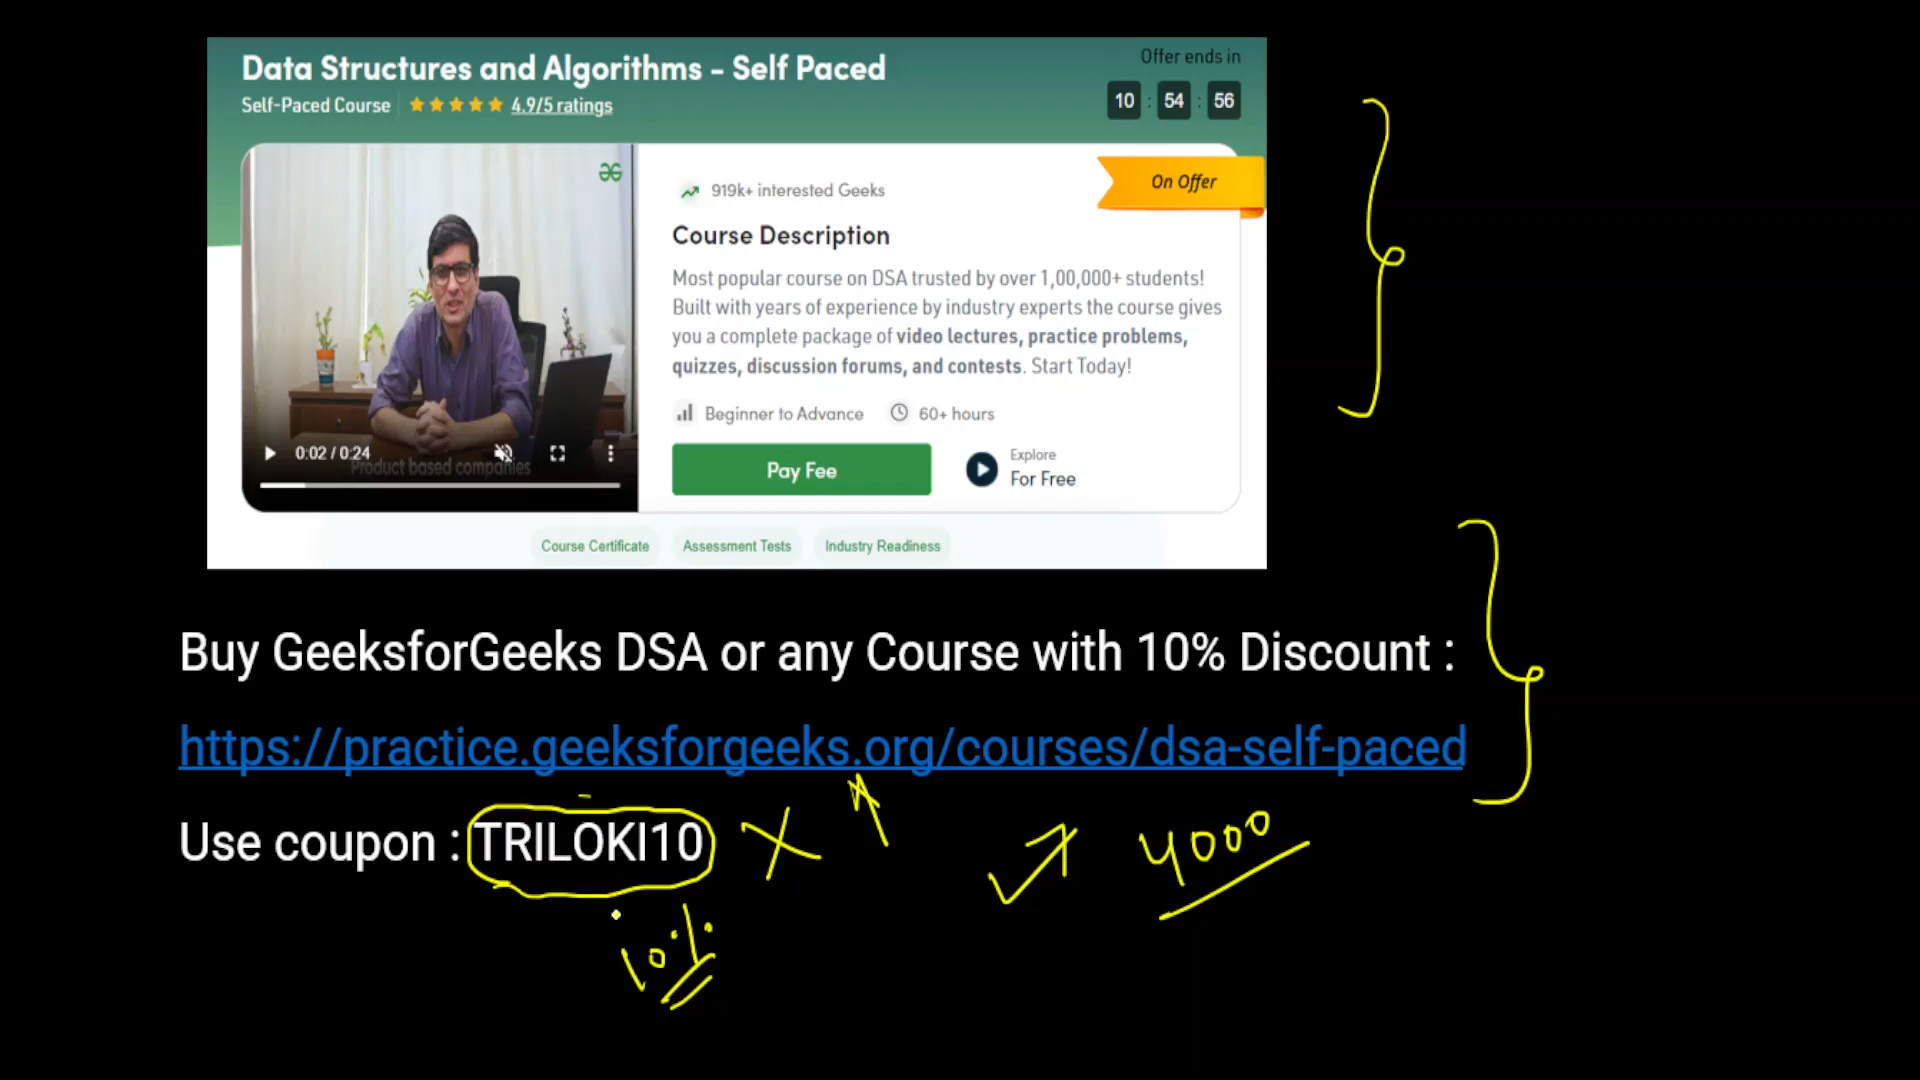 Data Structures and Algorithms - Self Paced
Offer ends in
Self-Paced Course
4.9/5 ratings
10 : 54 : 56
919k+ interested Geeks
On Offer
Course Description
Most popular course on DSA trusted by over 1,00,000+ students!
Built with years of experience by industry experts the course gives
you a complete package of video lectures, practice problems,
quizzes, discussion forums, and contests. Start Today!
Beginner to Advance
60+ hours
0:02 / 0:24
Product based companies
Pay Fee
Explore
For Free
Course Certificate
Assessment Tests
Industry Readiness
Buy GeeksforGeeks DSA or any Course with 10% Discount :
https://practice.geeksforgeeks.org/courses/dsa-self-paced
Use coupon : TRILOKI10
4000
10%